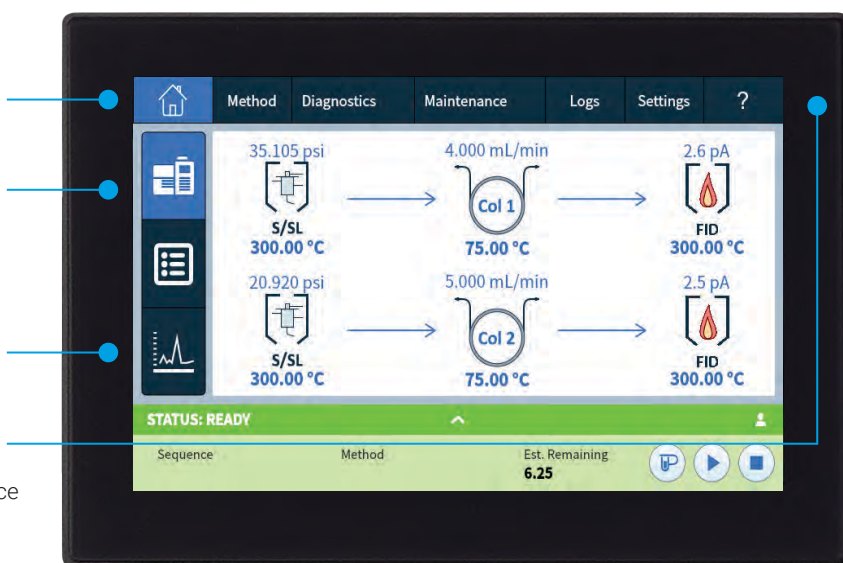 Method Diagnostics Maintenance Logs Settings ?
35.105 psi 4.000 mL/min 2.6 pA
Col 1
S/SL FID
300.00 °C 75.00 °C 300.00 °C
20.920 psi 5.000 mL/min 2.5 pA
Col 2
S/SL FID
300.00 °C 75.00 °C 300.00 °C
STATUS: READY
Sequence Method Est. Remaining
6.25
ce